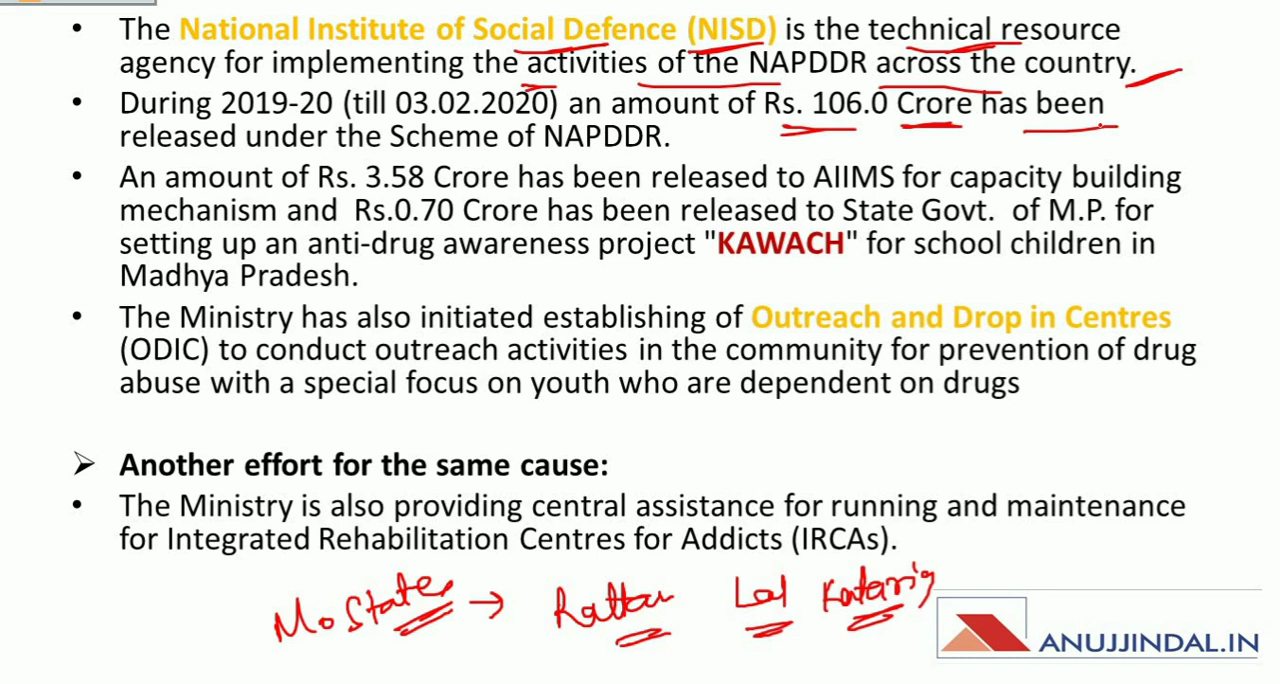 • The National Institute of Social Defence (NISD) is the technical resource
agency for implementing the activities of the NAPDDR across the country.
• During 2019-20 (till 03.02.2020) an amount of Rs. 106.0 Crore has been
released under the Scheme of NAPDDR.
• An amount of Rs. 3.58 Crore has been released to AIIMS for capacity building
mechanism and Rs.0.70 Crore has been released to State Govt. of M.P. for
setting up an anti-drug awareness project "KAWACH" for school children in
Madhya Pradesh.
• The Ministry has also initiated establishing of Outreach and Drop in Centres
(ODIC) to conduct outreach activities in the community for prevention of drug
abuse with a special focus on youth who are dependent on drugs
➢ Another effort for the same cause:
• The Ministry is also providing central assistance for running and maintenance
for Integrated Rehabilitation Centres for Addicts (IRCAs).
MoState → Rattan Lal Kataria
ANUJJINDAL.IN